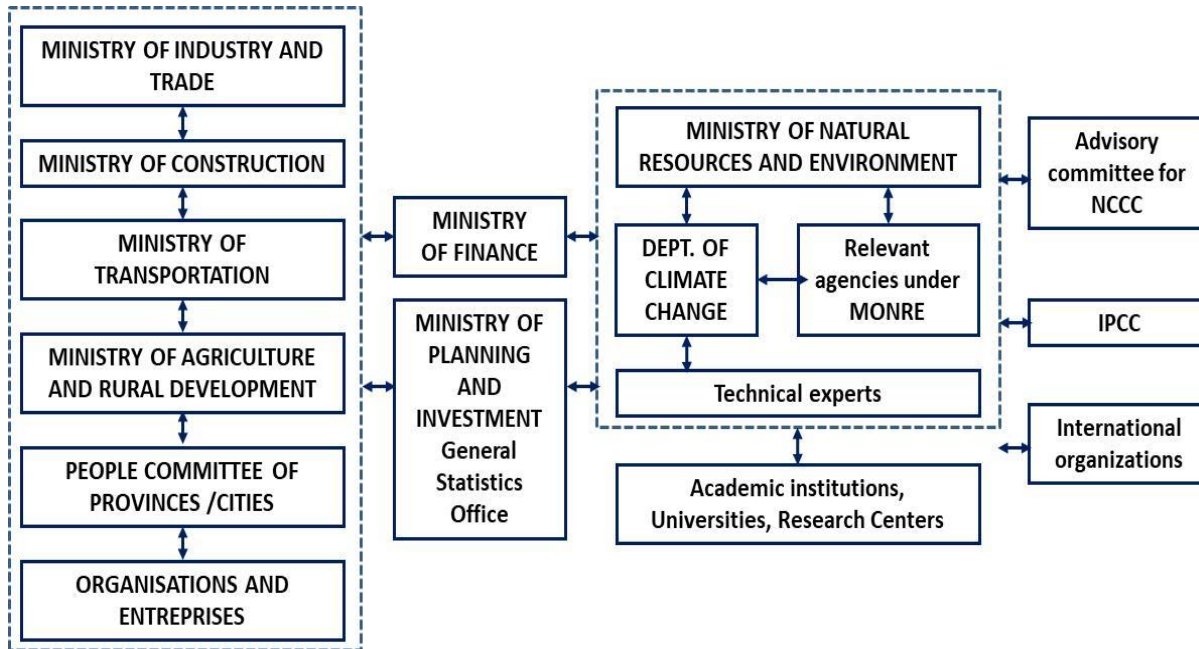 MINISTRY OF INDUSTRY AND
TRADE
MINISTRY OF CONSTRUCTION
MINISTRY OF
TRANSPORTATION
MINISTRY OF AGRICULTURE
AND RURAL DEVELOPMENT
PEOPLE COMMITTEE OF
PROVINCES /CITIES
ORGANISATIONS AND
ENTREPRISES
MINISTRY
OF FINANCE
MINISTRY OF
PLANNING
AND
INVESTMENT
General
Statistics
Office
MINISTRY OF NATURAL
RESOURCES AND ENVIRONMENT
DEPT. OF
CLIMATE
CHANGE
Relevant
agencies under
MONRE
Technical experts
Academic institutions,
Universities, Research Centers
Advisory
committee for
NCCC
IPCC
International
organizations